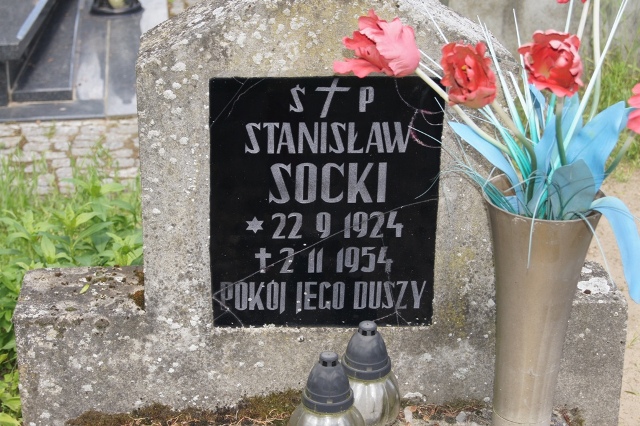 S † P
STANISŁAW
SOCKI
* 22 9 1924
† 2 11 1954
POKÓJ JEGO DUSZY